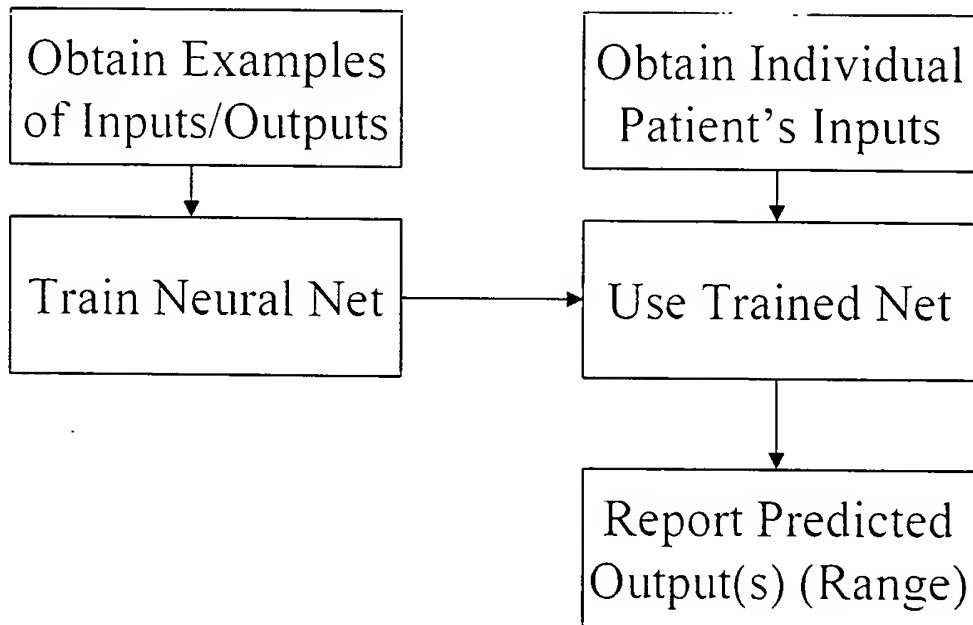 Obtain Examples
of Inputs/Outputs
Obtain Individual
Patient's Inputs
Train Neural Net
Use Trained Net
Report Predicted
Output(s) (Range)